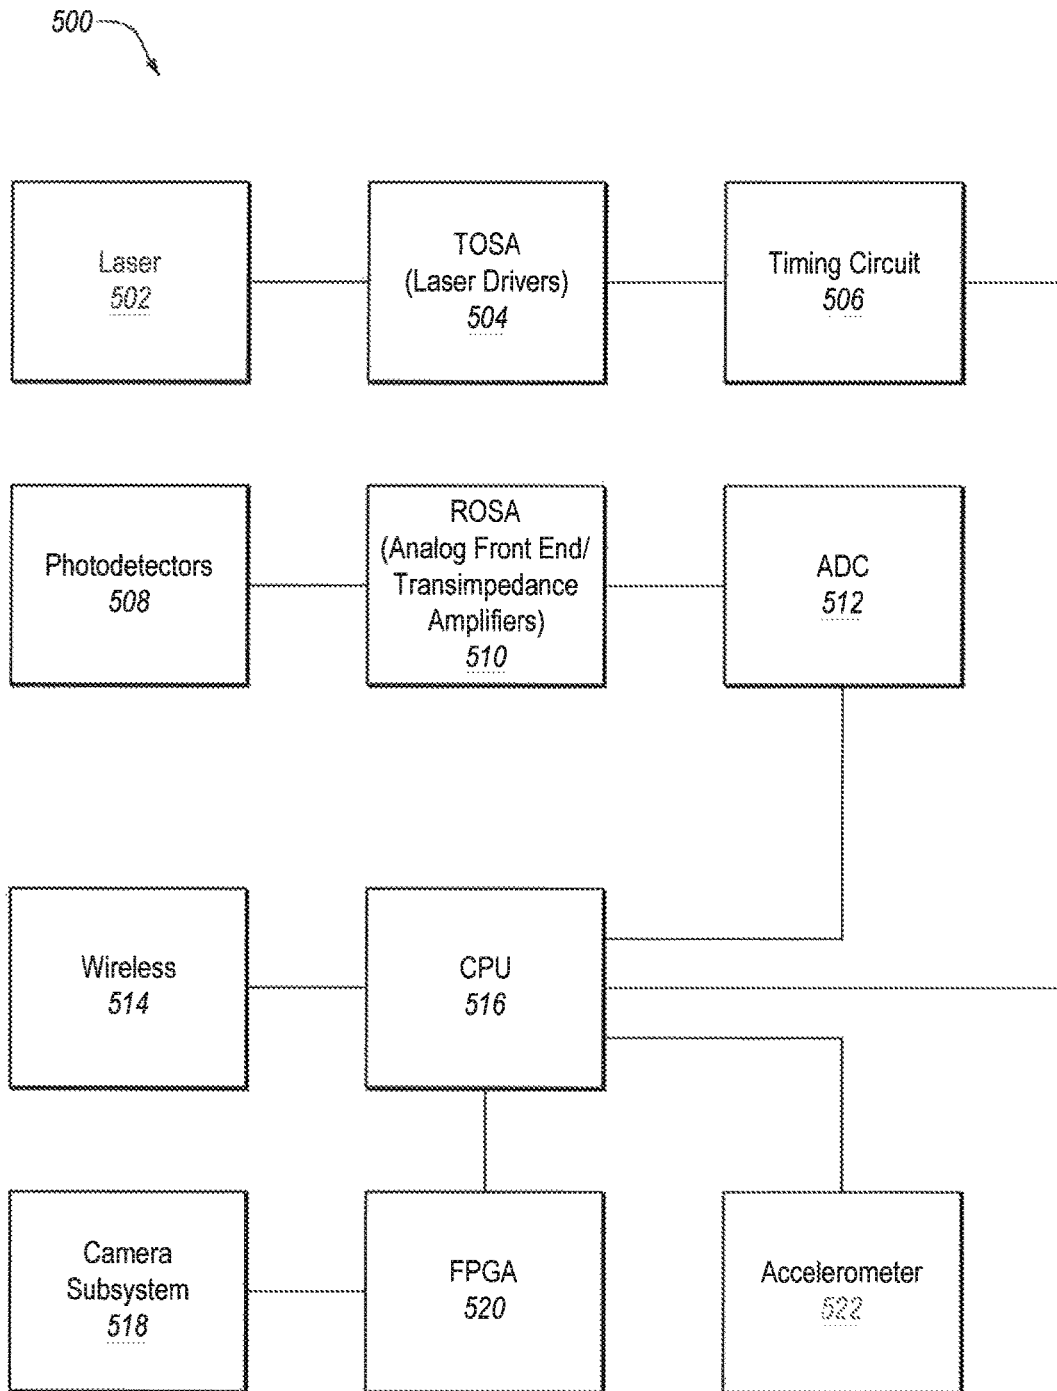 500
Laser
502
TOSA
(Laser Drivers)
504
Timing Circuit
506
Photodetectors
508
ROSA
(Analog Front End/
Transimpedance
Amplifiers)
510
ADC
512
Wireless
514
CPU
516
Camera
Subsystem
518
FPGA
520
Accelerometer
522